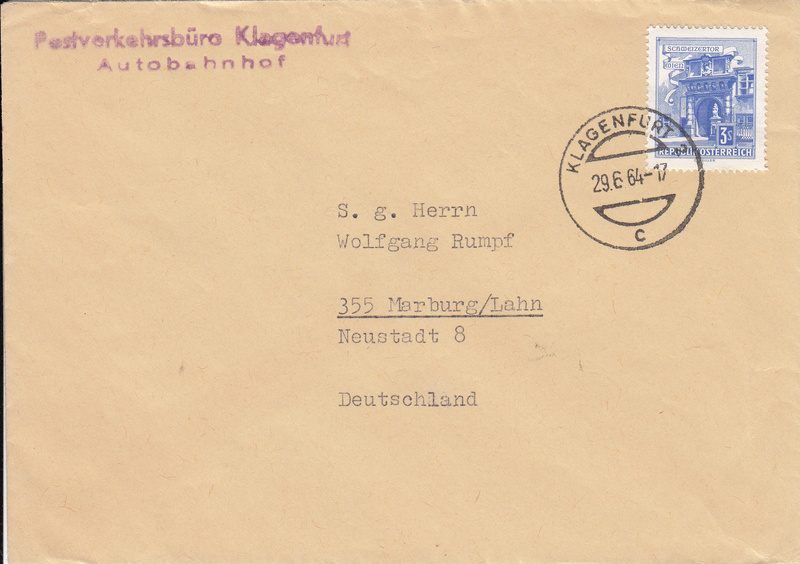 Postverkehrsbüro Klagenfurt
Autobahnhof
SCHWEIZERTOR
WIEN
3S
REPUBLIK ÖSTERREICH
KLAGENFURT 2
29.6.64-17
C
S. g. Herrn
Wolfgang Rumpf
355 Marburg/Lahn
Neustadt 8
Deutschland